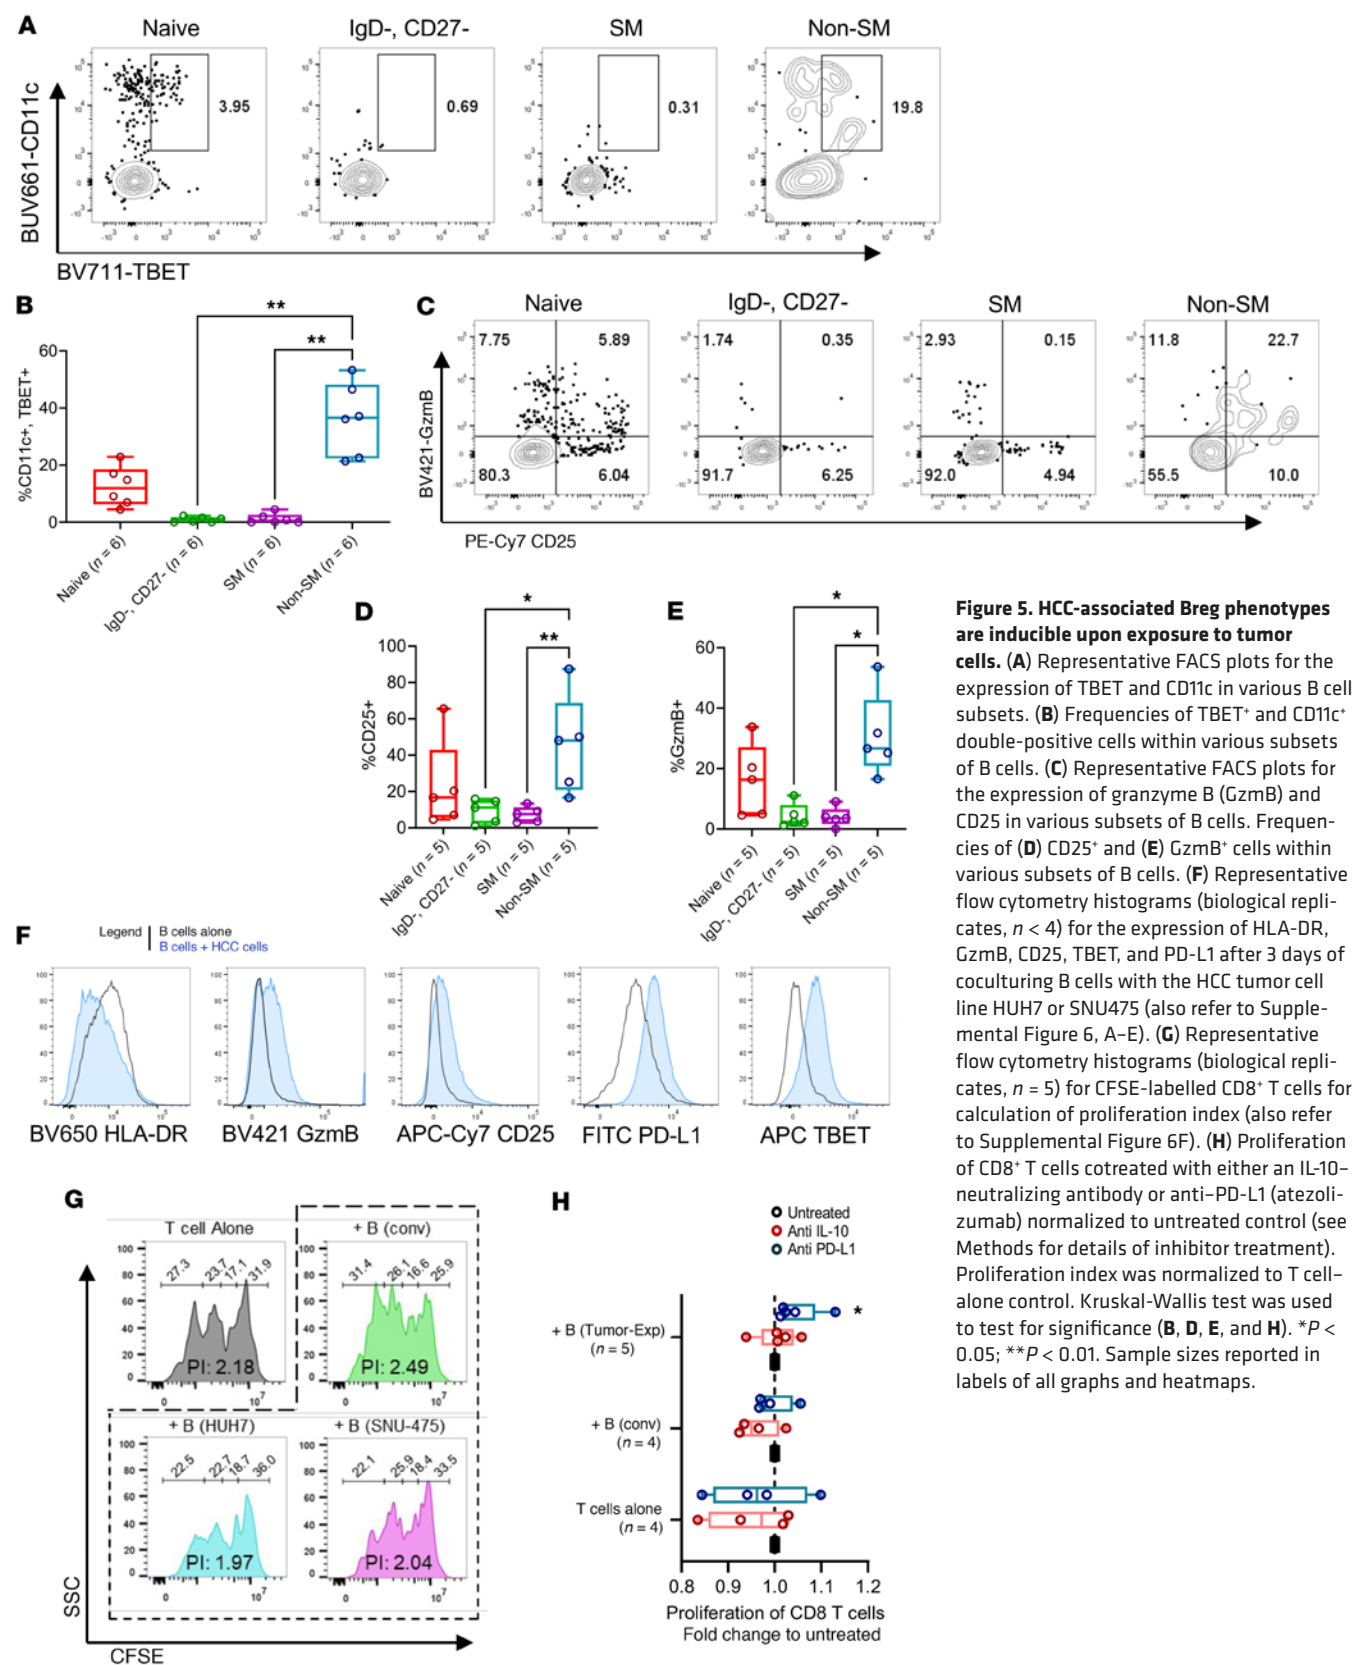 A
Naive
IgD-, CD27-
SM
Non-SM
BUV661-CD11c
3.95
0.69
0.31
19.8
BV711-TBET
B
**
**
%CD11c+, TBET+
60
40
20
0
Naive (n = 6)
IgD-, CD27- (n = 6)
SM (n = 6)
Non-SM (n = 6)
C
Naive
IgD-, CD27-
SM
Non-SM
BV421-GzmB
7.75 5.89
80.3 6.04
1.74 0.35
91.7 6.25
2.93 0.15
92.0 4.94
11.8 22.7
55.5 10.0
PE-Cy7 CD25
D
*
**
%CD25+
100
80
60
40
20
0
Naive (n = 5)
IgD-, CD27- (n = 5)
SM (n = 5)
Non-SM (n = 5)
E
*
*
%GzmB+
60
40
20
0
Naive (n = 5)
IgD-, CD27- (n = 5)
SM (n = 5)
Non-SM (n = 5)
F
Legend
B cells alone
B cells + HCC cells
BV650 HLA-DR
BV421 GzmB
APC-Cy7 CD25
FITC PD-L1
APC TBET
G
T cell Alone
27.3 23.7 17.1 31.9
PI: 2.18
+ B (conv)
31.4 26.1 16.6 25.9
PI: 2.49
+ B (HUH7)
22.5 22.7 18.7 36.0
PI: 1.97
+ B (SNU-475)
22.1 25.9 18.4 33.5
PI: 2.04
SSC
CFSE
H
Untreated
Anti IL-10
Anti PD-L1
*
+ B (Tumor-Exp)
(n = 5)
+ B (conv)
(n = 4)
T cells alone
(n = 4)
0.8 0.9 1.0 1.1 1.2
Proliferation of CD8 T cells
Fold change to untreated
Figure 5. HCC-associated Breg phenotypes
are inducible upon exposure to tumor
cells. (A) Representative FACS plots for the
expression of TBET and CD11c in various B cell
subsets. (B) Frequencies of TBET⁺ and CD11c⁺
double-positive cells within various subsets
of B cells. (C) Representative FACS plots for
the expression of granzyme B (GzmB) and
CD25 in various subsets of B cells. Frequen-
cies of (D) CD25⁺ and (E) GzmB⁺ cells within
various subsets of B cells. (F) Representative
flow cytometry histograms (biological repli-
cates, n < 4) for the expression of HLA-DR,
GzmB, CD25, TBET, and PD-L1 after 3 days of
coculturing B cells with the HCC tumor cell
line HUH7 or SNU475 (also refer to Supple-
mental Figure 6, A–E). (G) Representative
flow cytometry histograms (biological repli-
cates, n = 5) for CFSE-labelled CD8⁺ T cells for
calculation of proliferation index (also refer
to Supplemental Figure 6F). (H) Proliferation
of CD8⁺ T cells cotreated with either an IL-10–
neutralizing antibody or anti–PD-L1 (atezoli-
zumab) normalized to untreated control (see
Methods for details of inhibitor treatment).
Proliferation index was normalized to T cell–
alone control. Kruskal-Wallis test was used
to test for significance (B, D, E, and H). *P <
0.05; **P < 0.01. Sample sizes reported in
labels of all graphs and heatmaps.